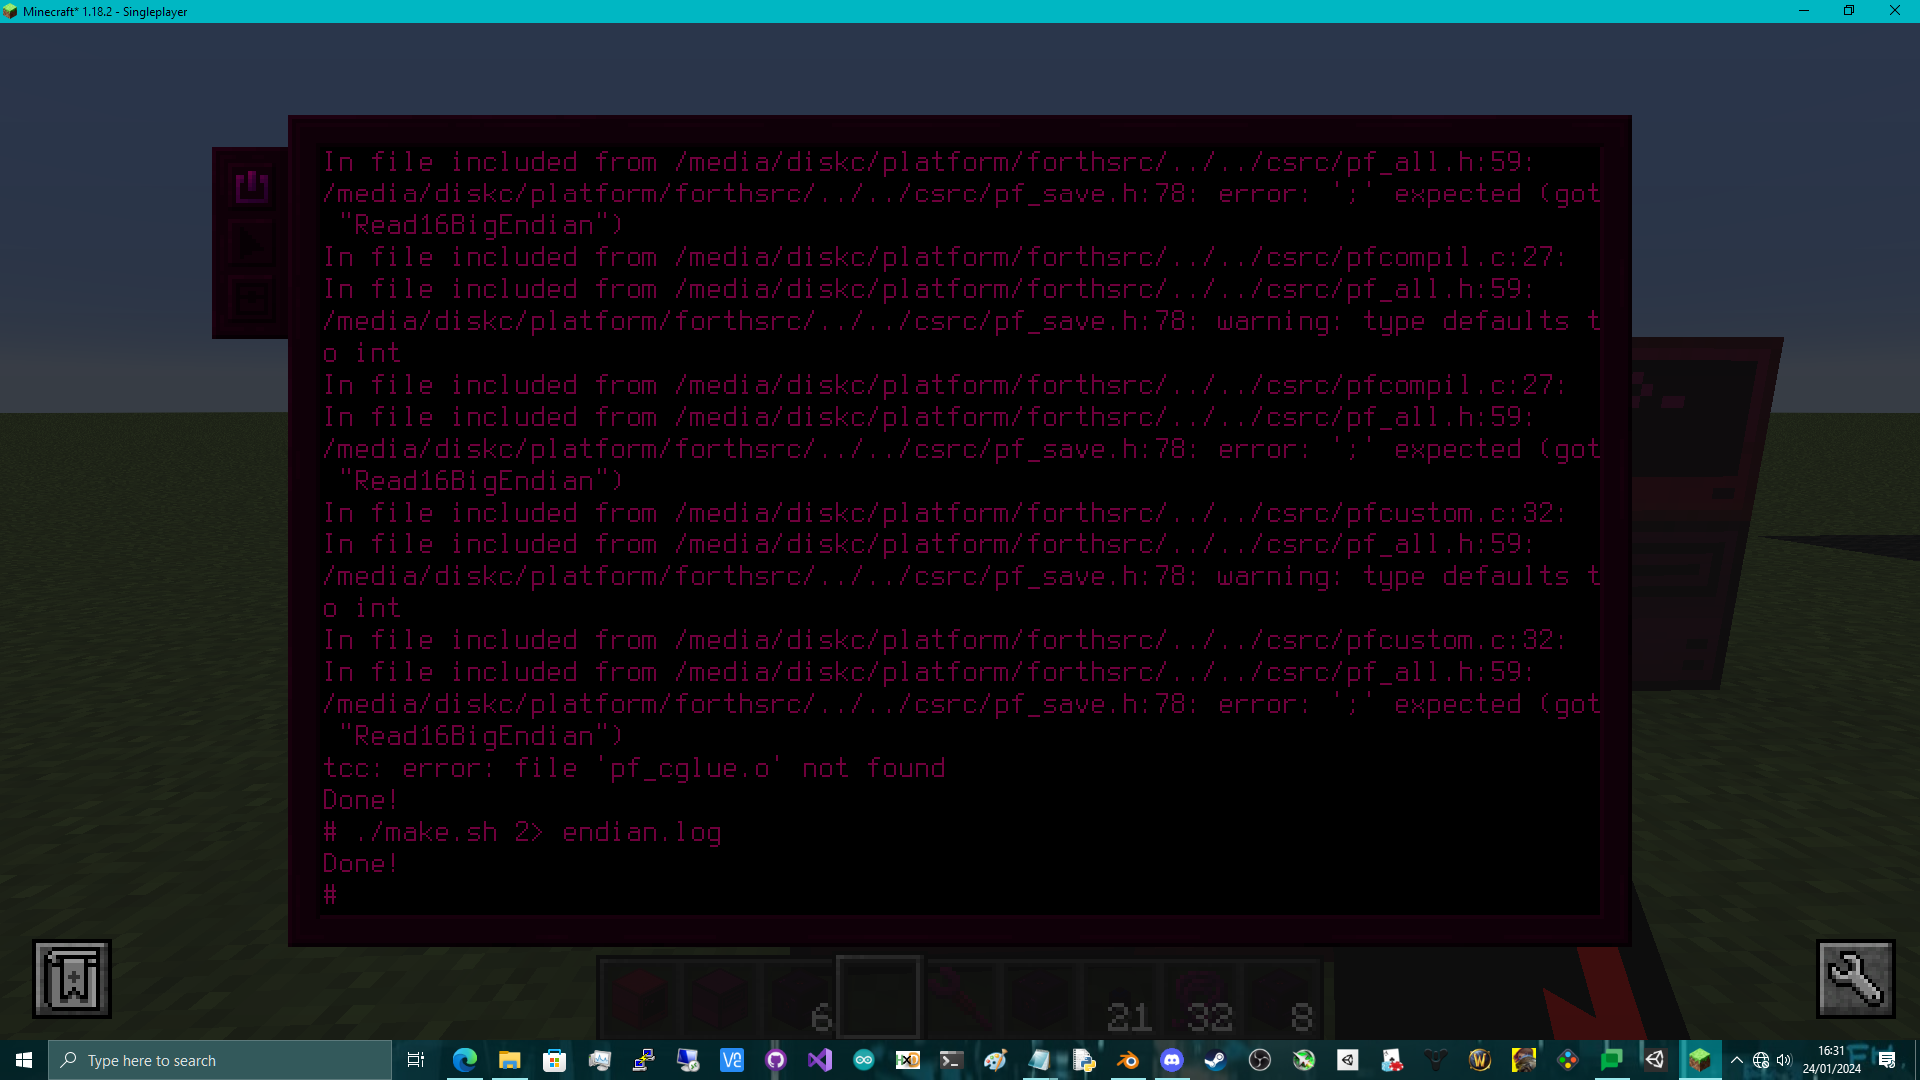 Minecraft* 1.18.2 - Singleplayer
In file included from /media/diskc/platform/forthsrc/../../csrc/pf_all.h:59:
/media/diskc/platform/forthsrc/../../csrc/pf_save.h:78: error: ';' expected (got
"Read16BigEndian")
In file included from /media/diskc/platform/forthsrc/../../csrc/pfcompil.c:27:
In file included from /media/diskc/platform/forthsrc/../../csrc/pf_all.h:59:
/media/diskc/platform/forthsrc/../../csrc/pf_save.h:78: warning: type defaults t
o int
In file included from /media/diskc/platform/forthsrc/../../csrc/pfcompil.c:27:
In file included from /media/diskc/platform/forthsrc/../../csrc/pf_all.h:59:
/media/diskc/platform/forthsrc/../../csrc/pf_save.h:78: error: ';' expected (got
"Read16BigEndian")
In file included from /media/diskc/platform/forthsrc/../../csrc/pfcustom.c:32:
In file included from /media/diskc/platform/forthsrc/../../csrc/pf_all.h:59:
/media/diskc/platform/forthsrc/../../csrc/pf_save.h:78: warning: type defaults t
o int
In file included from /media/diskc/platform/forthsrc/../../csrc/pfcustom.c:32:
In file included from /media/diskc/platform/forthsrc/../../csrc/pf_all.h:59:
/media/diskc/platform/forthsrc/../../csrc/pf_save.h:78: error: ';' expected (got
"Read16BigEndian")
tcc: error: file 'pf_cglue.o' not found
Done!
# ./make.sh 2> endian.log
Done!
#
6 21 32 8
Type here to search
16:31
24/01/2024